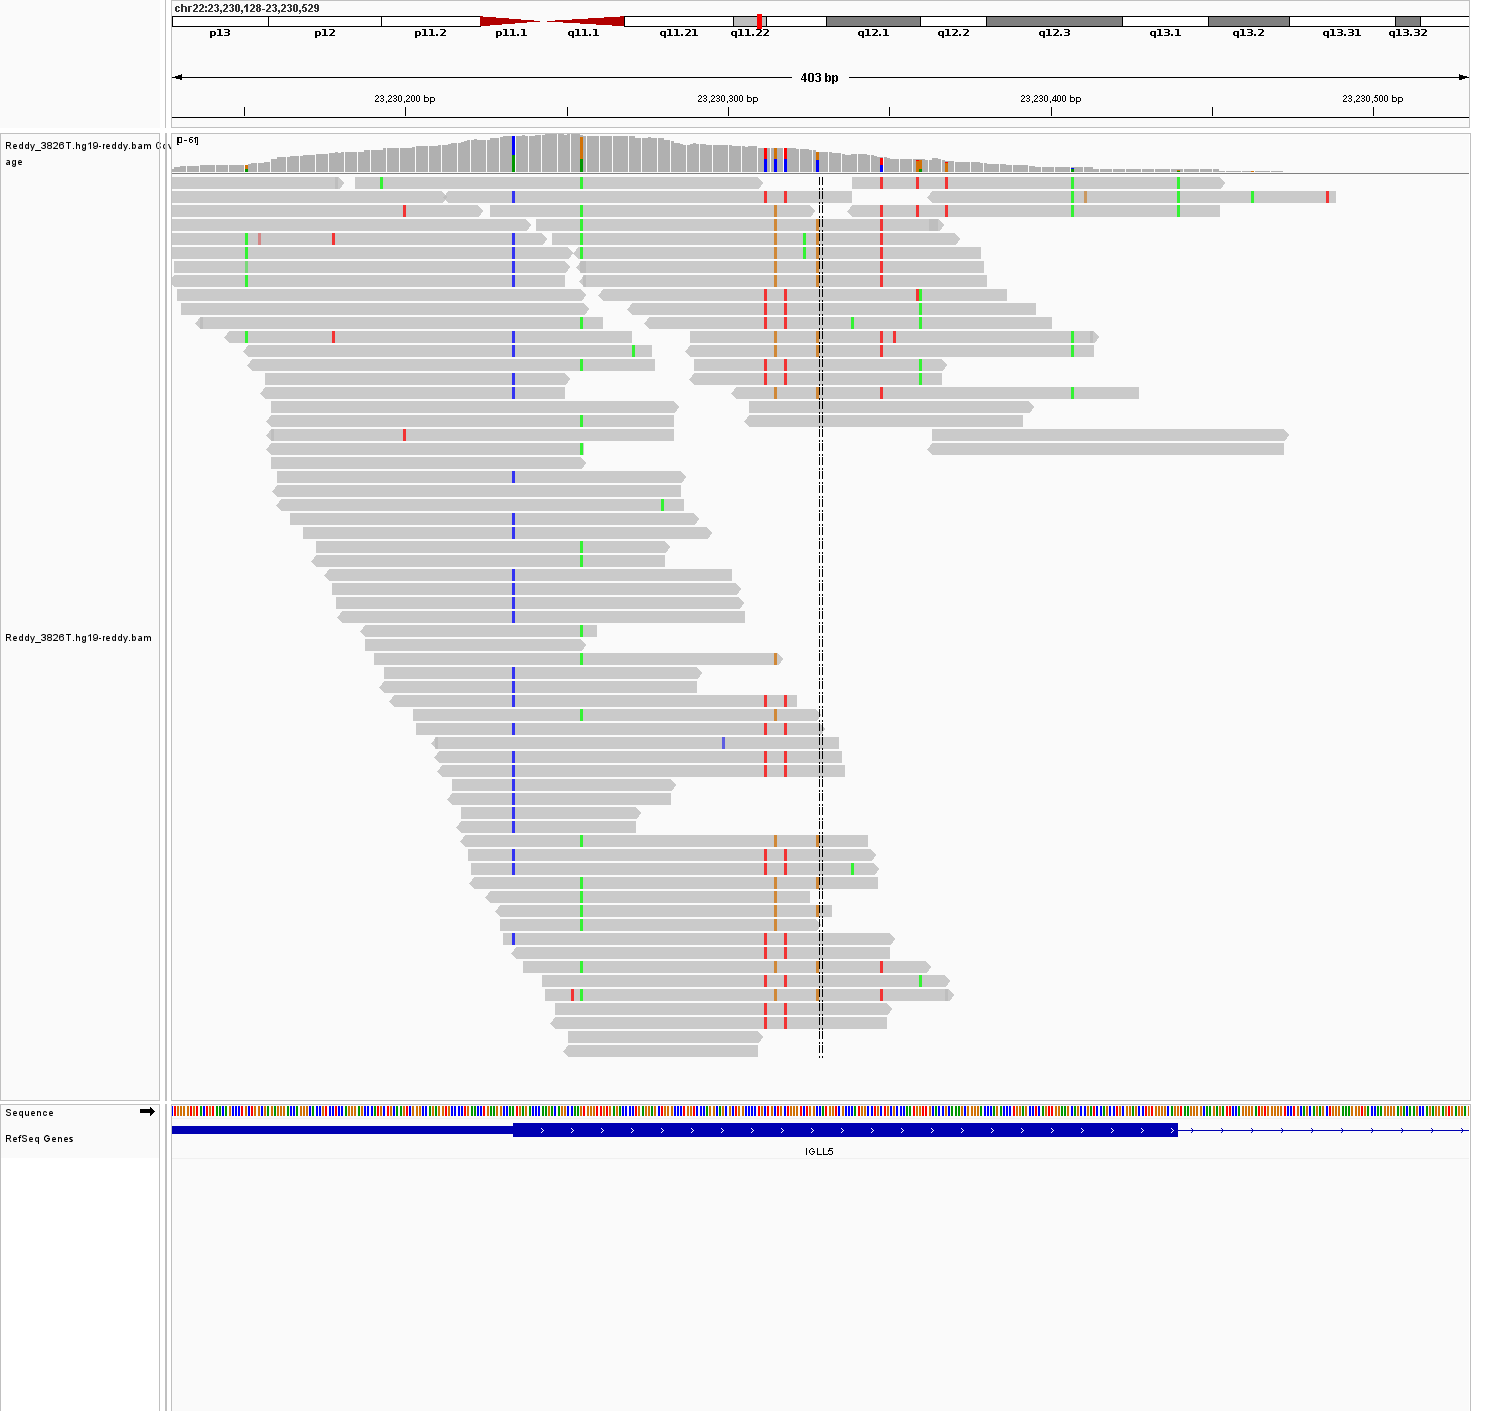 chr22:23,230,128-23,230,529
p13 p12 p11.2 p11.1 q11.1 q11.21 q11.22 q12.1 q12.2 q12.3 q13.1 q13.2 q13.31 q13.32
403 bp
23,230,200 bp 23,230,300 bp 23,230,400 bp 23,230,500 bp
Reddy_3826T.hg19-reddy.bam Cov
age
[0-61]
Reddy_3826T.hg19-reddy.bam
Sequence
RefSeq Genes
IGLL5